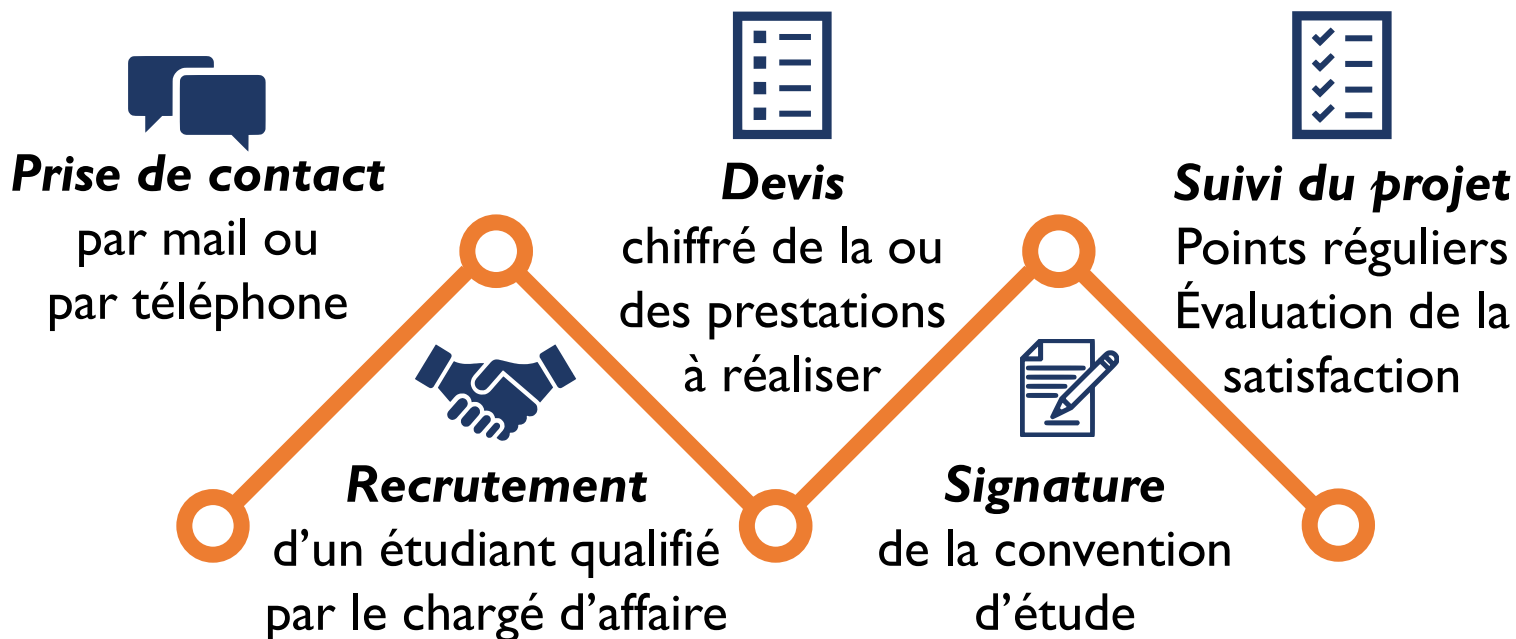 Prise de contact
par mail ou
par téléphone
Recrutement
d’un étudiant qualifié
par le chargé d’affaire
Devis
chiffré de la ou
des prestations
à réaliser
Signature
de la convention
d’étude
Suivi du projet
Points réguliers
Évaluation de la
satisfaction